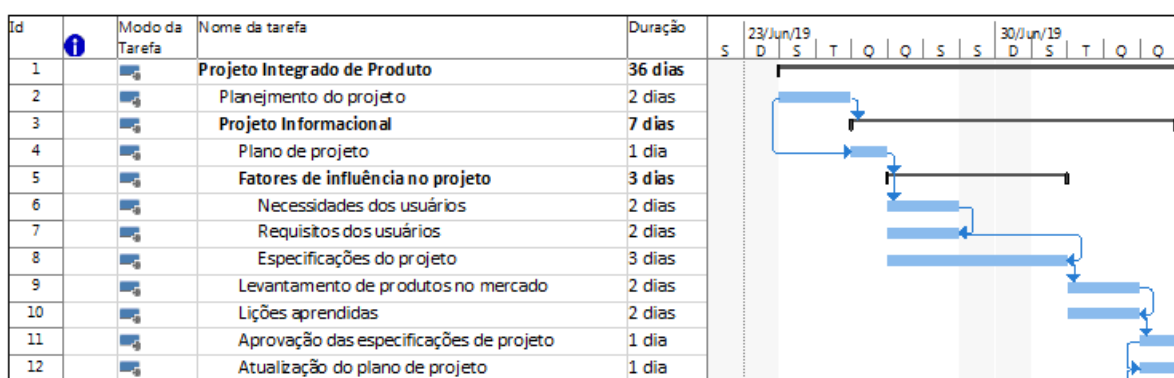 Id Modo da Tarefa Nome da tarefa Duração 23/Jun/19 30/Jun/19
S D S T Q Q S S D S T Q Q
1 Projeto Integrado de Produto 36 dias
2 Planejmento do projeto 2 dias
3 Projeto Informacional 7 dias
4 Plano de projeto 1 dia
5 Fatores de influência no projeto 3 dias
6 Necessidades dos usuários 2 dias
7 Requisitos dos usuários 2 dias
8 Especificações do projeto 3 dias
9 Levantamento de produtos no mercado 2 dias
10 Lições aprendidas 2 dias
11 Aprovação das especificações de projeto 1 dia
12 Atualização do plano de projeto 1 dia